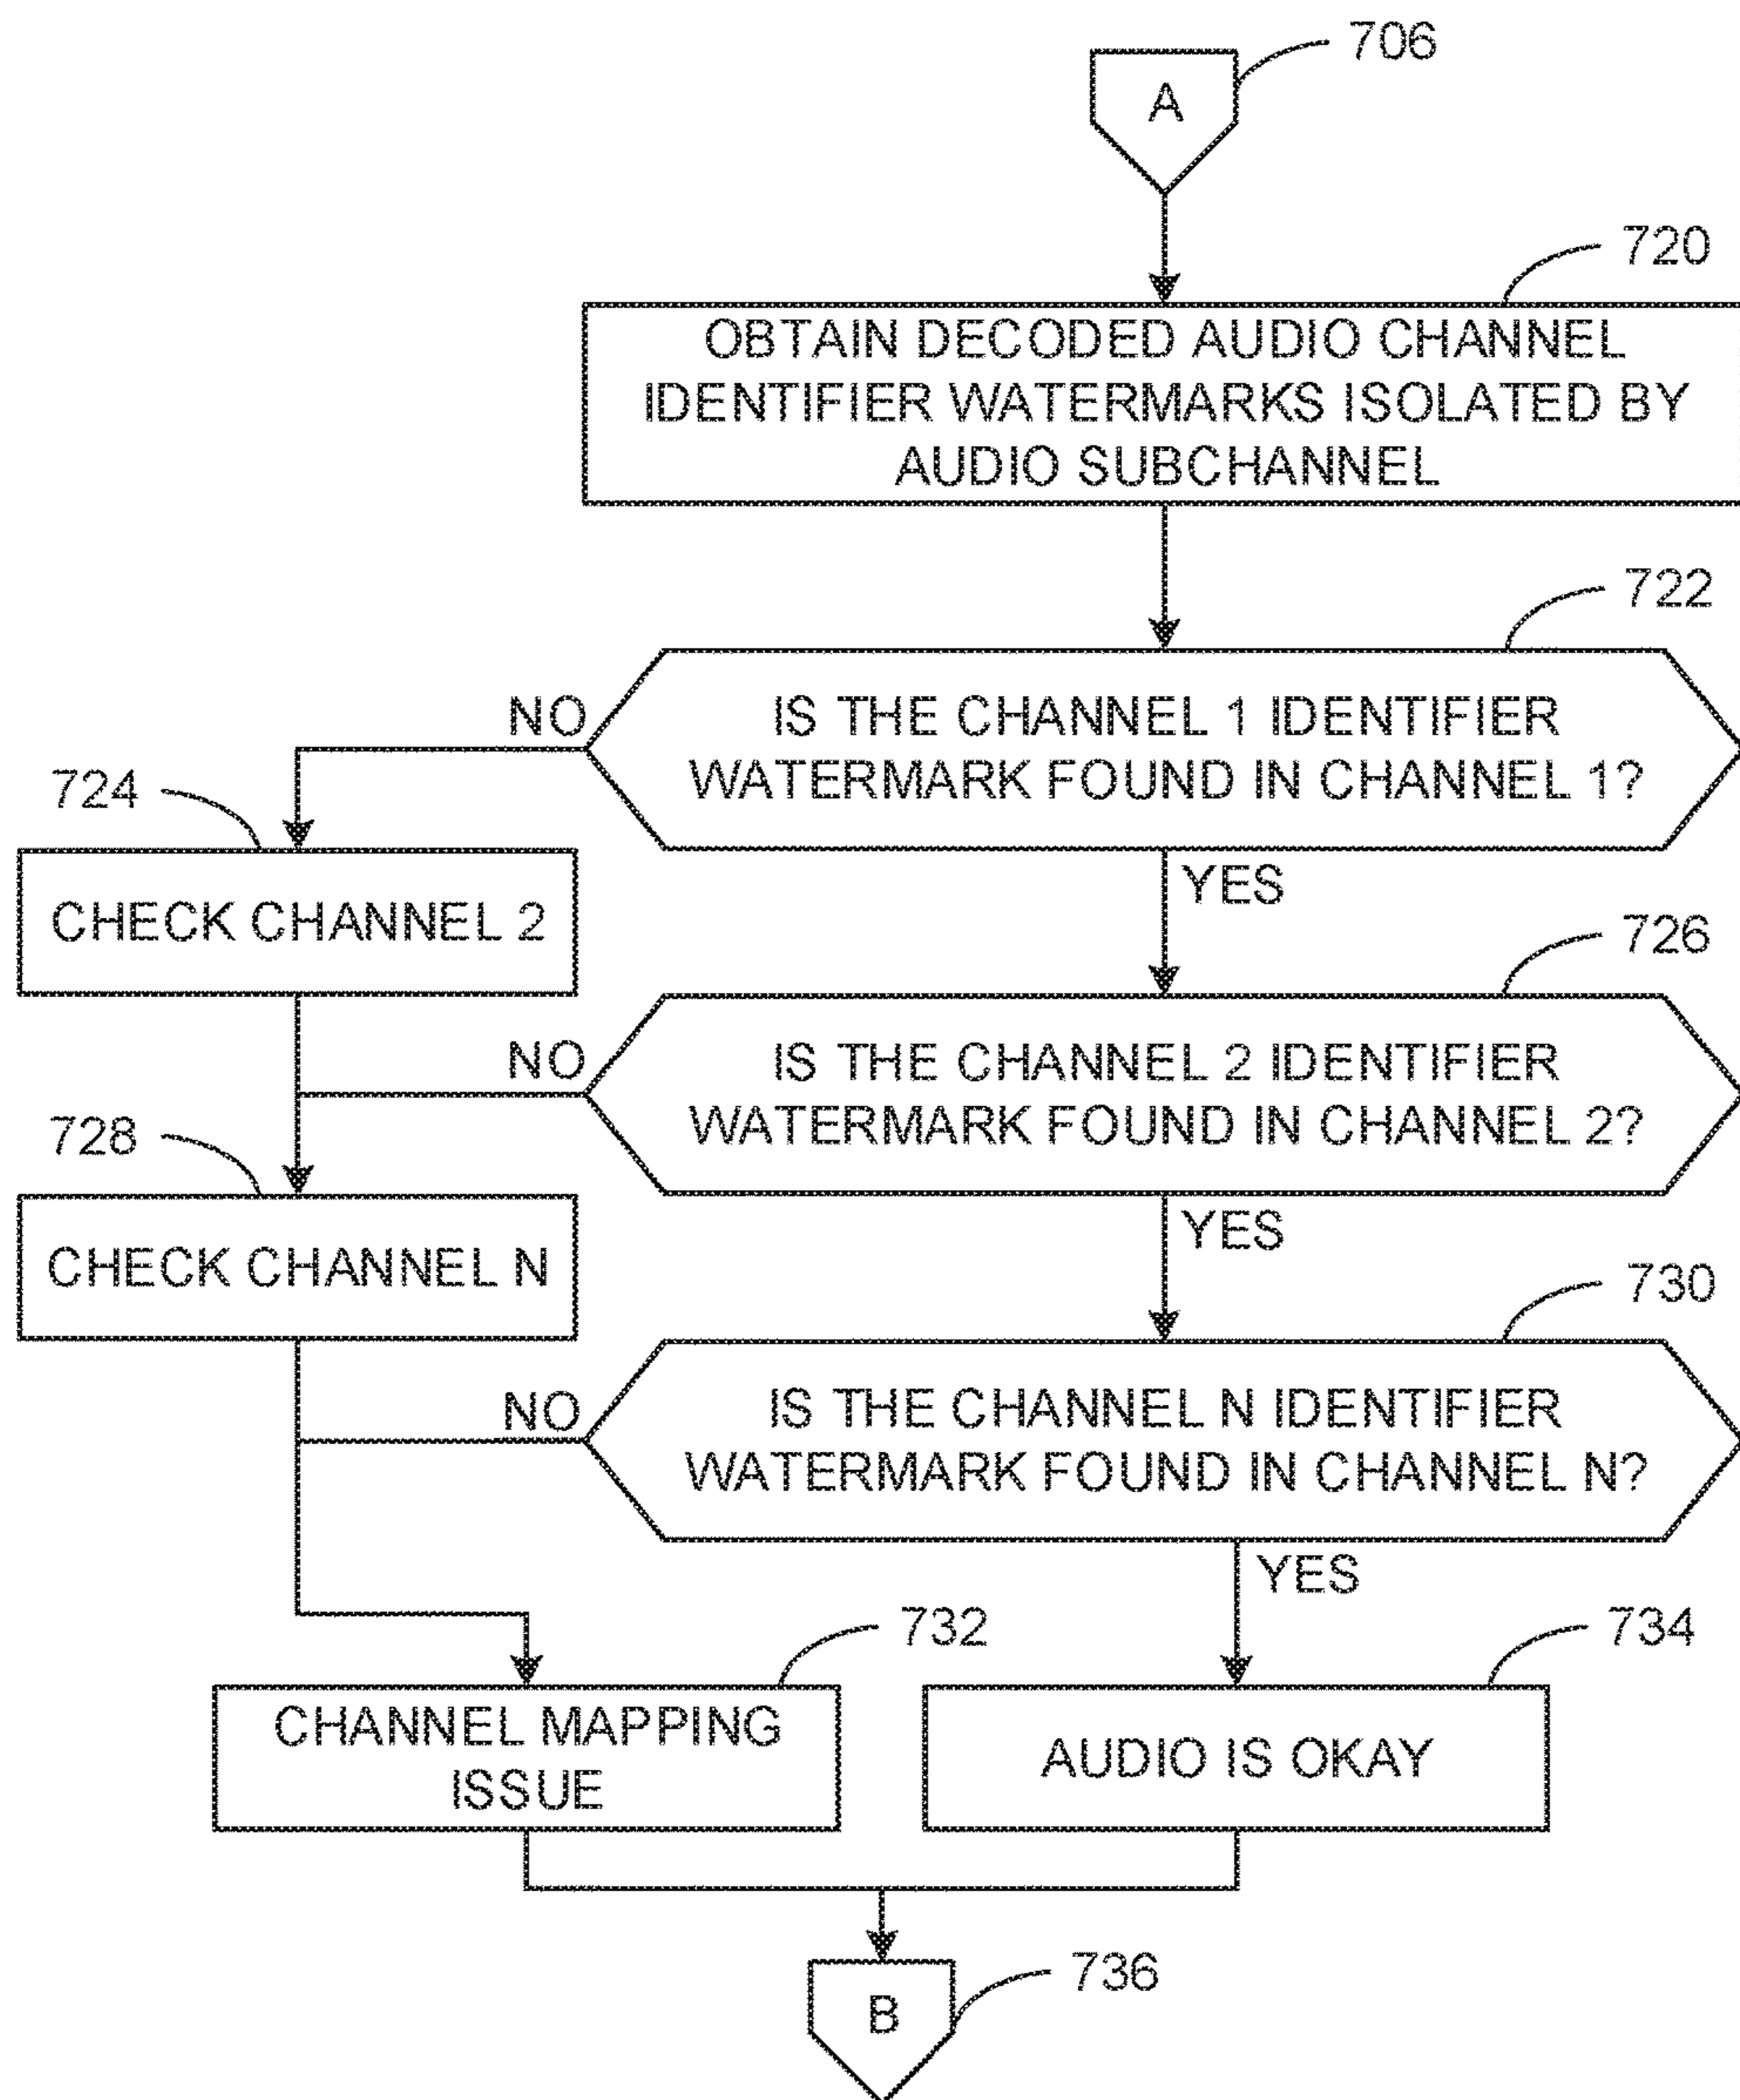 706
A
720
OBTAIN DECODED AUDIO CHANNEL
IDENTIFIER WATERMARKS ISOLATED BY
AUDIO SUBCHANNEL
722
NO
IS THE CHANNEL 1 IDENTIFIER
WATERMARK FOUND IN CHANNEL 1?
724
YES
CHECK CHANNEL 2
726
NO
IS THE CHANNEL 2 IDENTIFIER
WATERMARK FOUND IN CHANNEL 2?
728
YES
CHECK CHANNEL N
730
NO
IS THE CHANNEL N IDENTIFIER
WATERMARK FOUND IN CHANNEL N?
YES
732
734
CHANNEL MAPPING
ISSUE
AUDIO IS OKAY
736
B